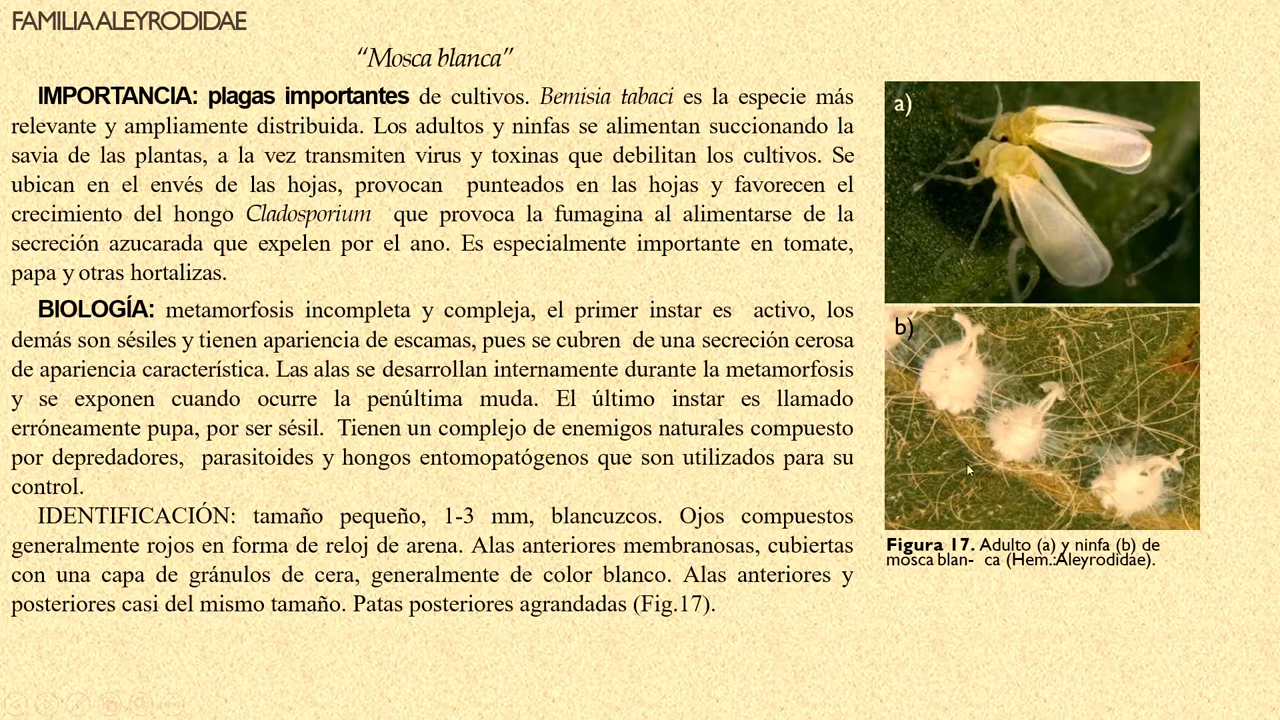 FAMILIA ALEYRODIDAE
“Mosca blanca”
IMPORTANCIA: plagas importantes de cultivos. Bemisia tabaci es la especie más
relevante y ampliamente distribuida. Los adultos y ninfas se alimentan succionando la
savia de las plantas, a la vez transmiten virus y toxinas que debilitan los cultivos. Se
ubican en el envés de las hojas, provocan punteados en las hojas y favorecen el
crecimiento del hongo Cladosporium que provoca la fumagina al alimentarse de la
secreción azucarada que expelen por el ano. Es especialmente importante en tomate,
papa y otras hortalizas.
BIOLOGÍA: metamorfosis incompleta y compleja, el primer instar es activo, los
demás son sésiles y tienen apariencia de escamas, pues se cubren de una secreción cerosa
de apariencia característica. Las alas se desarrollan internamente durante la metamorfosis
y se exponen cuando ocurre la penúltima muda. El último instar es llamado
erróneamente pupa, por ser sésil. Tienen un complejo de enemigos naturales compuesto
por depredadores, parasitoides y hongos entomopatógenos que son utilizados para su
control.
IDENTIFICACIÓN: tamaño pequeño, 1-3 mm, blancuzcos. Ojos compuestos
generalmente rojos en forma de reloj de arena. Alas anteriores membranosas, cubiertas
con una capa de gránulos de cera, generalmente de color blanco. Alas anteriores y
posteriores casi del mismo tamaño. Patas posteriores agrandadas (Fig.17).
a)
b)
Figura 17. Adulto (a) y ninfa (b) de
mosca blan- ca (Hem.:Aleyrodidae).